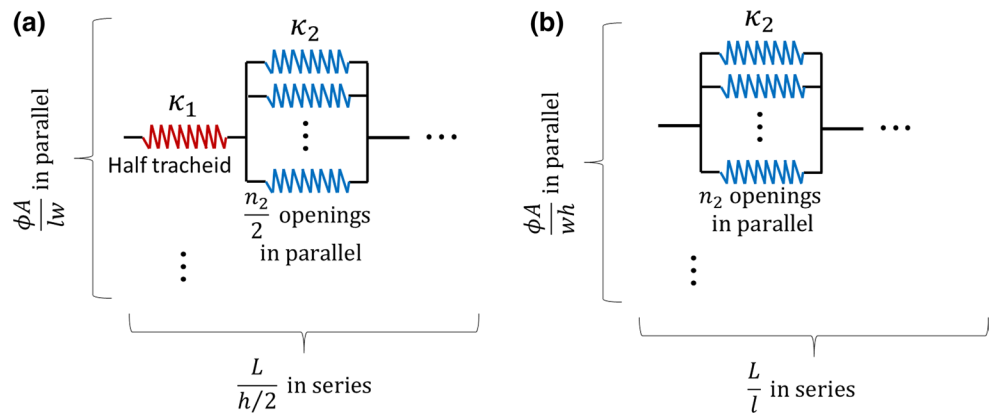 (a)
κ₂
κ₁
Half tracheid
n₂/2 openings
in parallel
ϕA/lw in parallel
L/(h/2) in series
(b)
κ₂
n₂ openings
in parallel
ϕA/wh in parallel
L/l in series